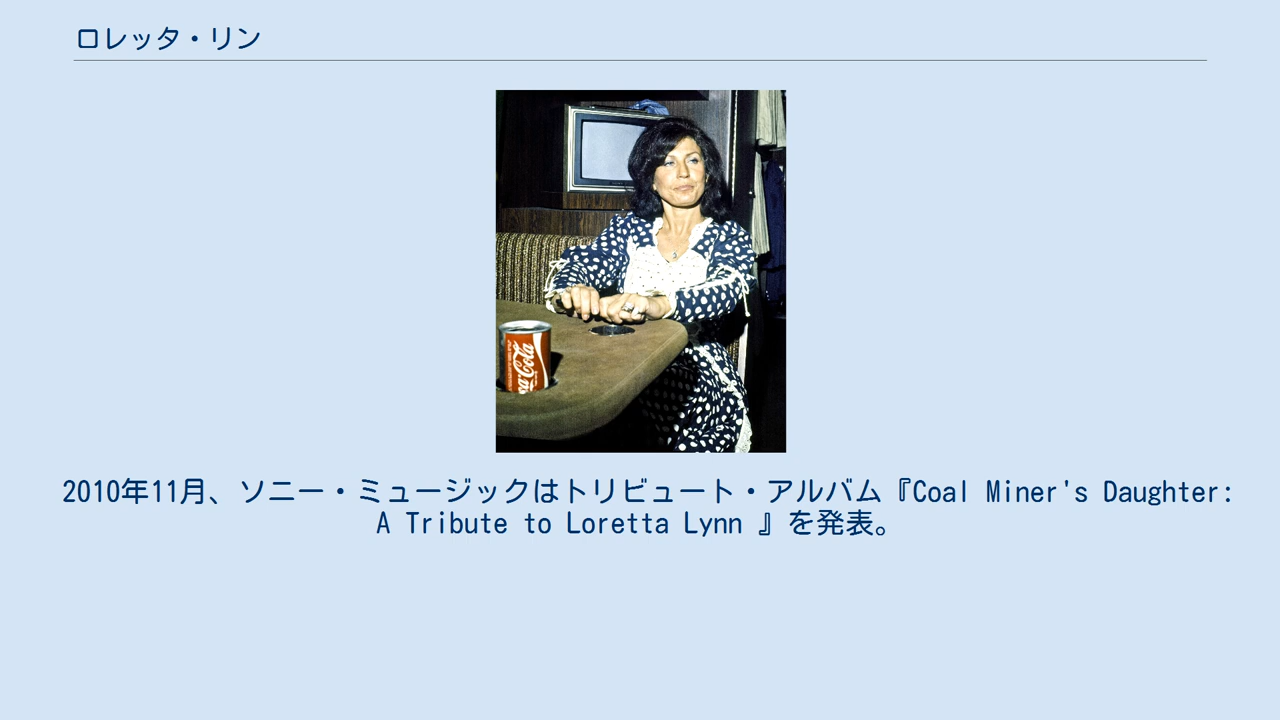 ロレッタ・リン
Coca-Cola
2010年11月、ソニー・ミュージックはトリビュート・アルバム『Coal Miner's Daughter:
A Tribute to Loretta Lynn 』を発表。